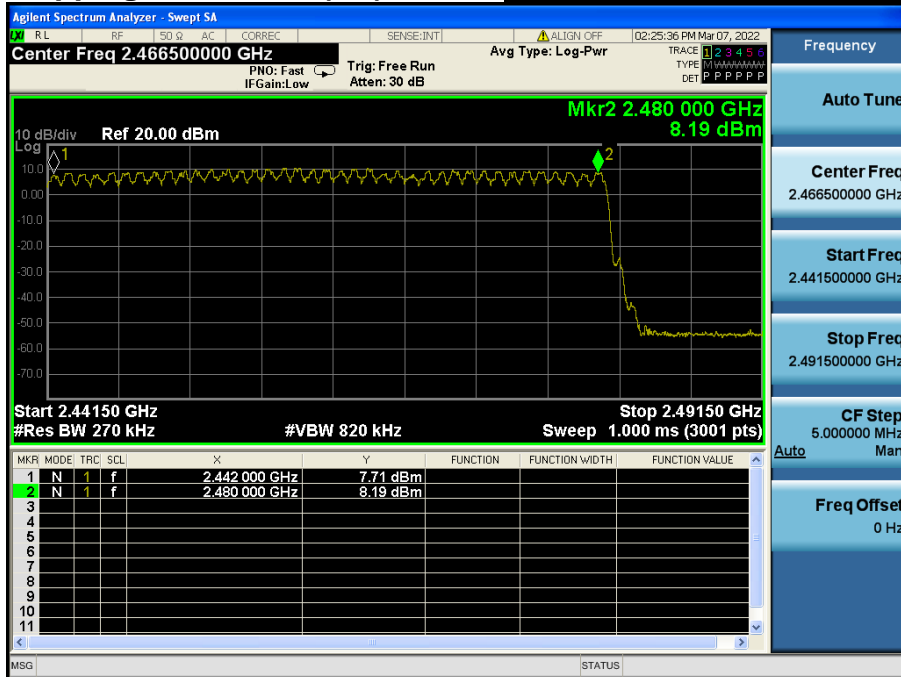 Agilent Spectrum Analyzer - Swept SA
LXI RL RF 50 Ω AC CORREC SENSE:INT ALIGN OFF 02:25:36 PM Mar 07, 2022
Center Freq 2.466500000 GHz
PNO: Fast
IFGain:Low
Trig: Free Run
Atten: 30 dB
Avg Type: Log-Pwr
TRACE 1 2 3 4 5 6
TYPE M
DET P P P P P P
Frequency
Mkr2 2.480 000 GHz
8.19 dBm
10 dB/div Ref 20.00 dBm
Log
1
2
10.0
0.00
-10.0
-20.0
-30.0
-40.0
-50.0
-60.0
-70.0
Start 2.44150 GHz Stop 2.49150 GHz
#Res BW 270 kHz #VBW 820 kHz Sweep 1.000 ms (3001 pts)
Auto Tune
Center Freq
2.466500000 GHz
Start Freq
2.441500000 GHz
Stop Freq
2.491500000 GHz
CF Step
5.000000 MHz
Auto Man
Freq Offset
0 Hz
MKR MODE TRC SCL X Y FUNCTION FUNCTION WIDTH FUNCTION VALUE
1 N 1 f 2.442 000 GHz 7.71 dBm
2 N 1 f 2.480 000 GHz 8.19 dBm
3
4
5
6
7
8
9
10
11
MSG STATUS